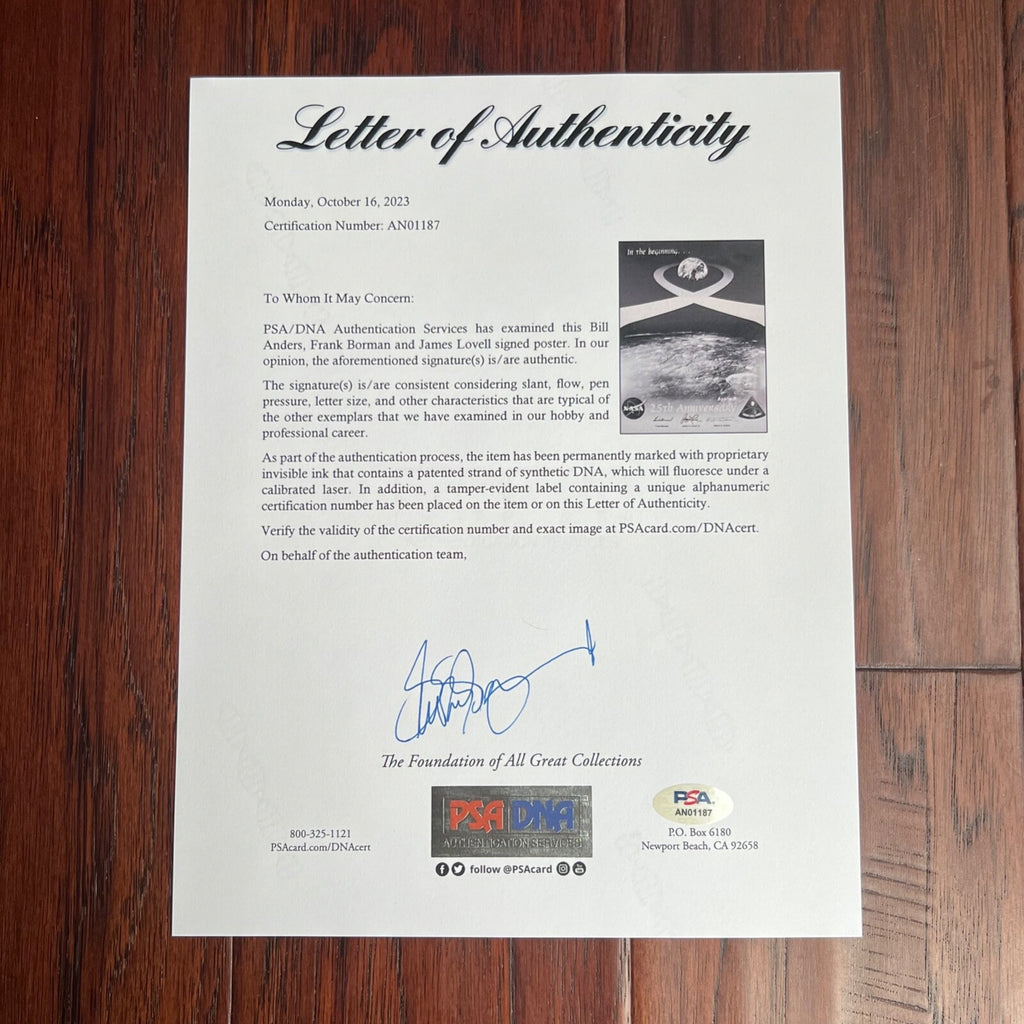 Letter of Authenticity
Monday, October 16, 2023
Certification Number: AN01187
In the beginning. . .
To Whom It May Concern:
PSA/DNA Authentication Services has examined this Bill
Anders, Frank Borman and James Lovell signed poster. In our
opinion, the aforementioned signature(s) is/are authentic.
The signature(s) is/are consistent considering slant, flow, pen
pressure, letter size, and other characteristics that are typical of
the other exemplars that we have examined in our hobby and
professional career.
Apollo
NASA 25th Anniversary 8
As part of the authentication process, the item has been permanently marked with proprietary
invisible ink that contains a patented strand of synthetic DNA, which will fluoresce under a
calibrated laser. In addition, a tamper-evident label containing a unique alphanumeric
certification number has been placed on the item or on this Letter of Authenticity.
Verify the validity of the certification number and exact image at PSAcard.com/DNAcert.
On behalf of the authentication team,
The Foundation of All Great Collections
800-325-1121
PSAcard.com/DNAcert
PSA DNA
AUTHENTICATION SERVICES
follow @PSAcard
PSA
AN01187
P.O. Box 6180
Newport Beach, CA 92658